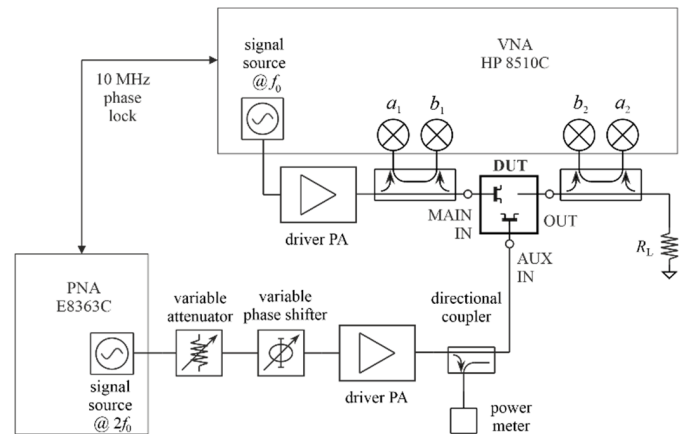 VNA
HP 8510C
signal
source
@ f₀
10 MHz
phase
lock
a₁
b₁
b₂
a₂
DUT
MAIN
IN
OUT
driver PA
R_L
AUX
IN
PNA
E8363C
variable
attenuator
variable
phase shifter
directional
coupler
signal
source
@ 2f₀
driver PA
power
meter